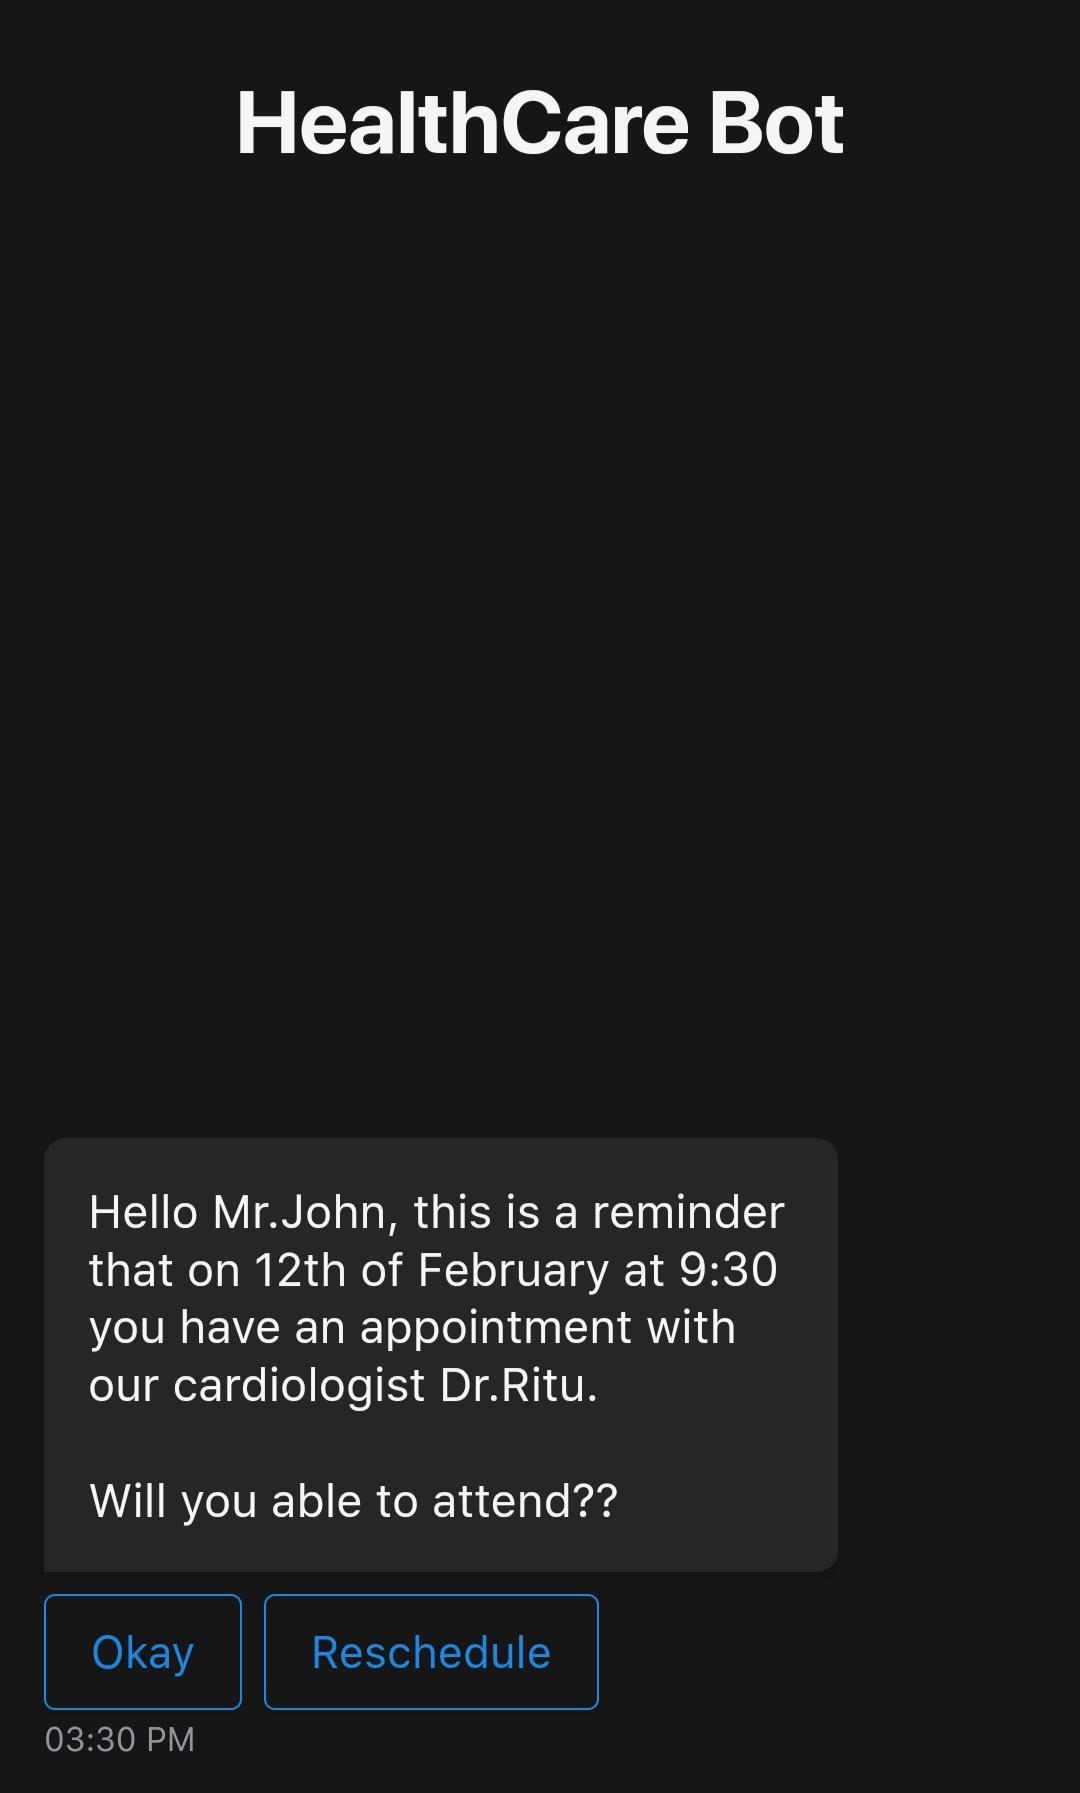 HealthCare Bot
Hello Mr.John, this is a reminder
that on 12th of February at 9:30
you have an appointment with
our cardiologist Dr.Ritu.
Will you able to attend??
Okay
Reschedule
03:30 PM